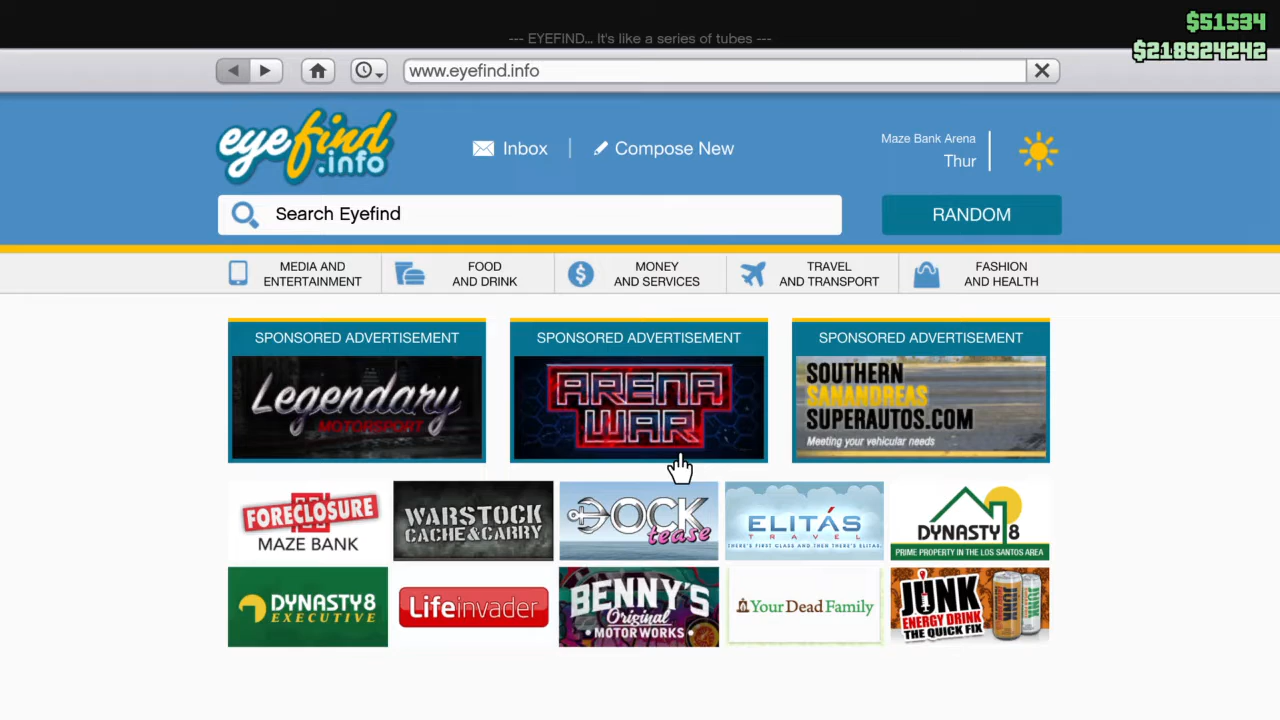 $51534
--- EYEFIND... It's like a series of tubes ---
$218924242
www.eyefind.info
eyefind
.info
Inbox
Compose New
Maze Bank Arena
Thur
Search Eyefind
RANDOM
MEDIA AND
ENTERTAINMENT
FOOD
AND DRINK
MONEY
AND SERVICES
TRAVEL
AND TRANSPORT
FASHION
AND HEALTH
SPONSORED ADVERTISEMENT
Legendary
MOTORSPORT
SPONSORED ADVERTISEMENT
ARENA
WAR
SPONSORED ADVERTISEMENT
SOUTHERN
SANANDREAS
SUPERAUTOS.COM
Meeting your vehicular needs
FORECLOSURE
MAZE BANK
WARSTOCK
CACHE&CARRY
DOCK
tease
ELITÁS
TRAVEL
THERE'S FIRST CLASS AND THEN THERE'S ELITAS.
DYNASTY 8
PRIME PROPERTY IN THE LOS SANTOS AREA
DYNASTY8
EXECUTIVE
Lifeinvader
BENNY'S
Original
MOTOR WORKS
YourDeadFamily
JUNK
ENERGY DRINK
THE QUICK FIX